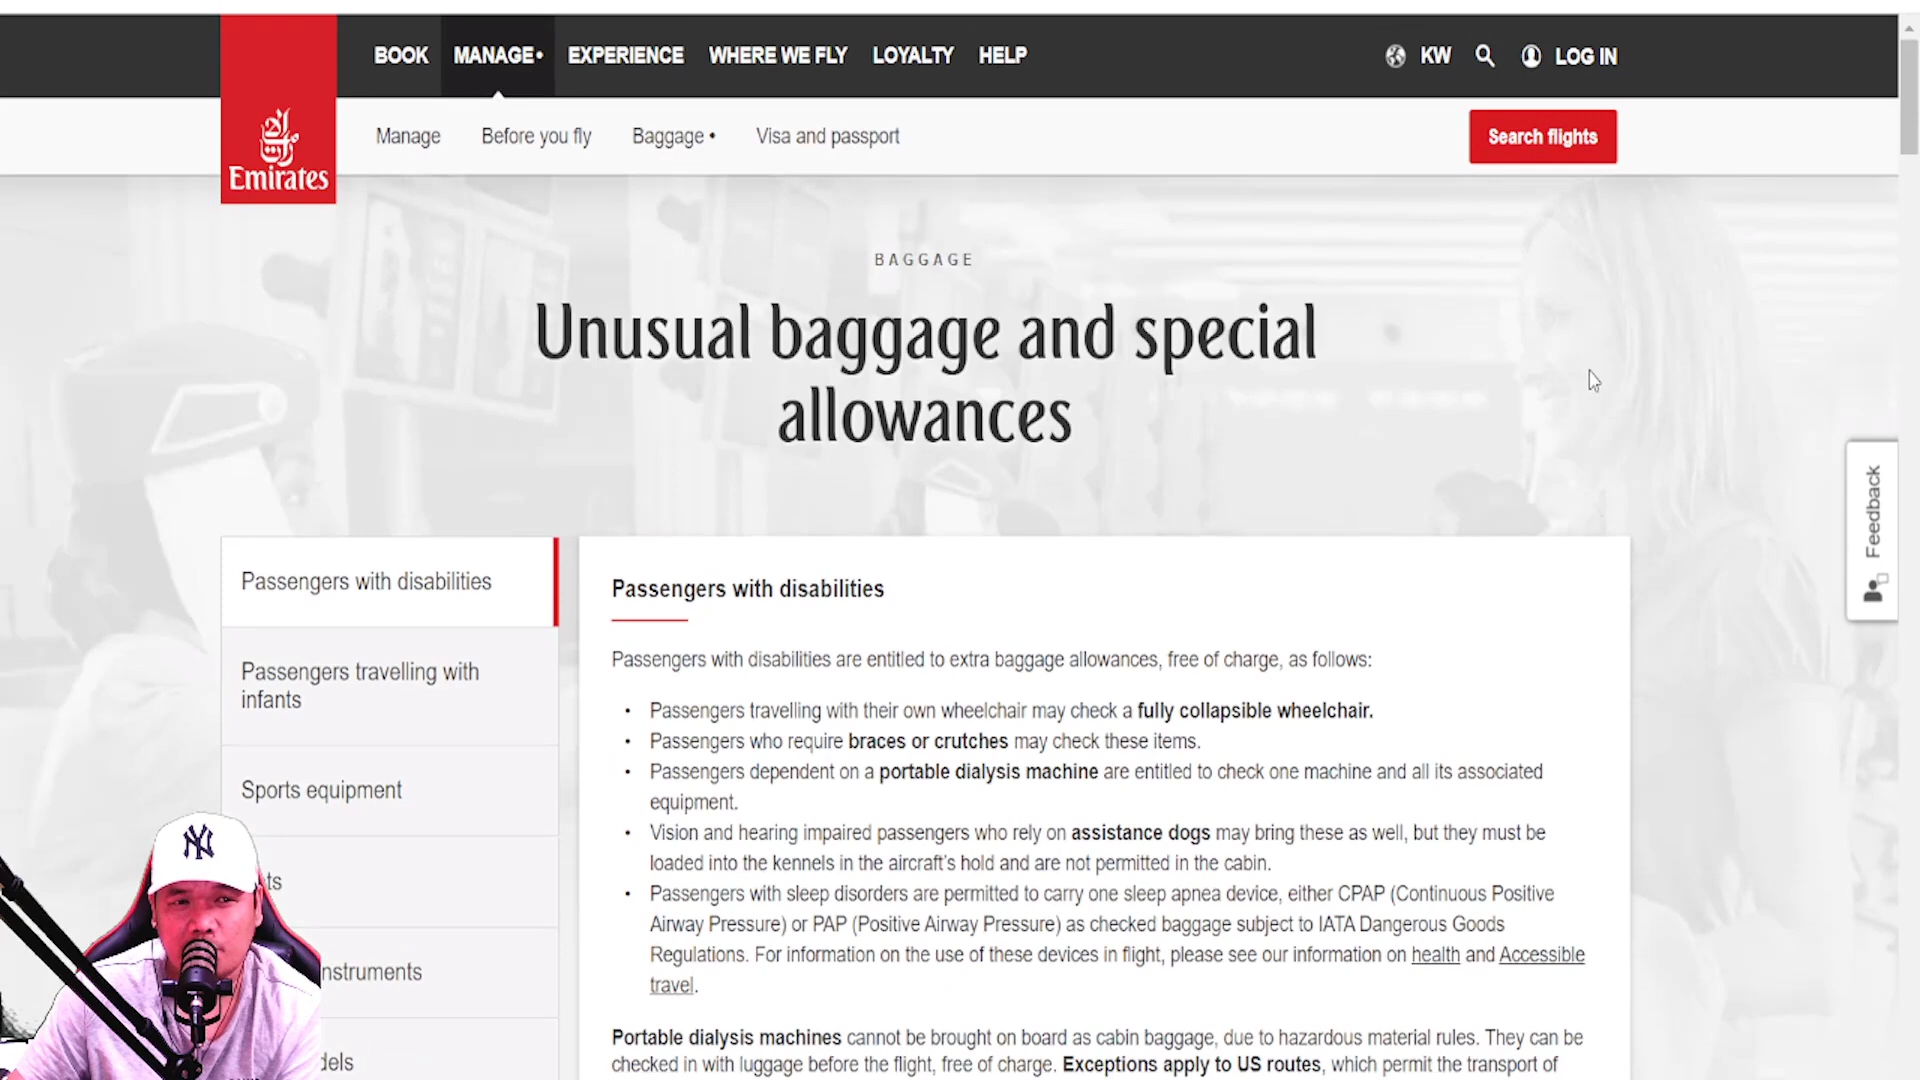 BOOK MANAGE• EXPERIENCE WHERE WE FLY LOYALTY HELP KW LOG IN
Manage Before you fly Baggage • Visa and passport Search flights
Emirates
BAGGAGE
Unusual baggage and special
allowances
Feedback
Passengers with disabilities
Passengers travelling with
infants
Sports equipment
ts
nstruments
dels
NY
Passengers with disabilities
Passengers with disabilities are entitled to extra baggage allowances, free of charge, as follows:
• Passengers travelling with their own wheelchair may check a fully collapsible wheelchair.
• Passengers who require braces or crutches may check these items.
• Passengers dependent on a portable dialysis machine are entitled to check one machine and all its associated
equipment.
• Vision and hearing impaired passengers who rely on assistance dogs may bring these as well, but they must be
loaded into the kennels in the aircraft's hold and are not permitted in the cabin.
• Passengers with sleep disorders are permitted to carry one sleep apnea device, either CPAP (Continuous Positive
Airway Pressure) or PAP (Positive Airway Pressure) as checked baggage subject to IATA Dangerous Goods
Regulations. For information on the use of these devices in flight, please see our information on health and Accessible
travel.
Portable dialysis machines cannot be brought on board as cabin baggage, due to hazardous material rules. They can be
checked in with luggage before the flight, free of charge. Exceptions apply to US routes, which permit the transport of